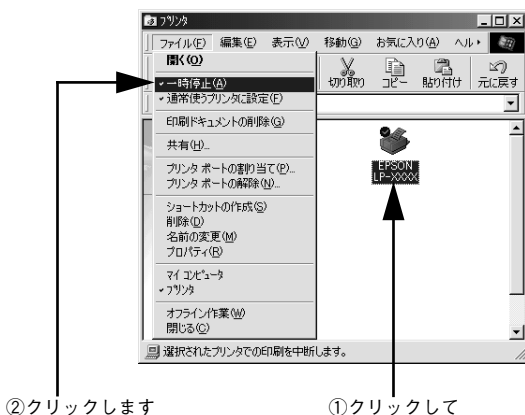 プリンタ
ファイル(F) 編集(E) 表示(V) 移動(G) お気に入り(A) ヘル
開く(O)
一時停止(A)
通常使うプリンタに設定(F)
印刷ドキュメントの削除(G)
共有(H)...
プリンタ ポートの割り当て(P)...
プリンタ ポートの解除(N)...
ショートカットの作成(S)
削除(D)
名前の変更(M)
プロパティ(R)
マイ コンピュータ
プリンタ
オフライン作業(W)
閉じる(C)
切り取り コピー 貼り付け 元に戻す
EPSON
LP-XXXX
選択されたプリンタでの印刷を中断します。
②クリックします ①クリックして